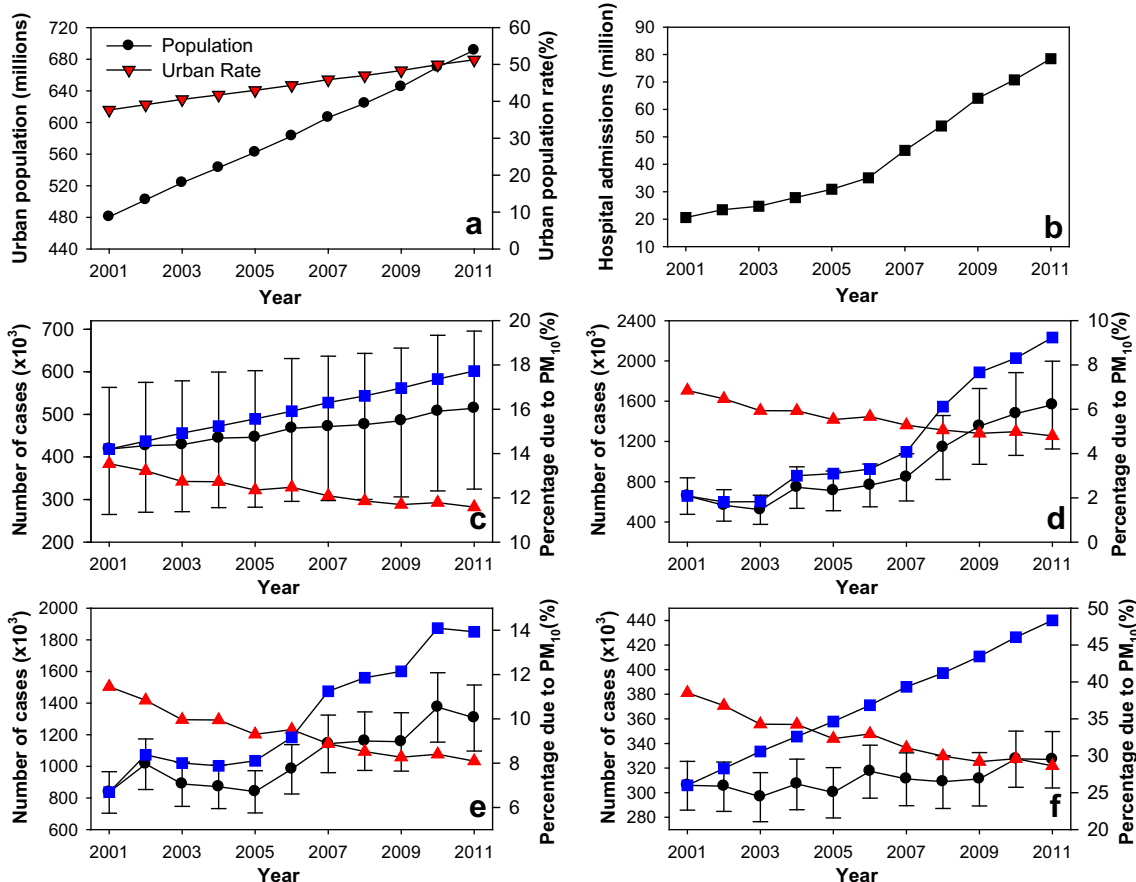 Urban population (millions)
720
680
640
600
560
520
480
440
Population
Urban Rate
60
50
40
30
20
10
0
Urban population rate(%)
a
2001 2003 2005 2007 2009 2011
Year
Hospital admissions (million)
90
80
70
60
50
40
30
20
10
b
2001 2003 2005 2007 2009 2011
Year
Number of cases (x10³)
700
600
500
400
300
200
20
18
16
14
12
10
Percentage due to PM₁₀(%)
c
2001 2003 2005 2007 2009 2011
Year
Number of cases (x10³)
2400
2000
1600
1200
800
400
10
8
6
4
2
0
Percentage due to PM₁₀(%)
d
2001 2003 2005 2007 2009 2011
Year
Number of cases (x10³)
2000
1800
1600
1400
1200
1000
800
600
14
12
10
8
6
Percentage due to PM₁₀(%)
e
2001 2003 2005 2007 2009 2011
Year
Number of cases (x10³)
440
420
400
380
360
340
320
300
280
50
45
40
35
30
25
20
Percentage due to PM₁₀(%)
f
2001 2003 2005 2007 2009 2011
Year